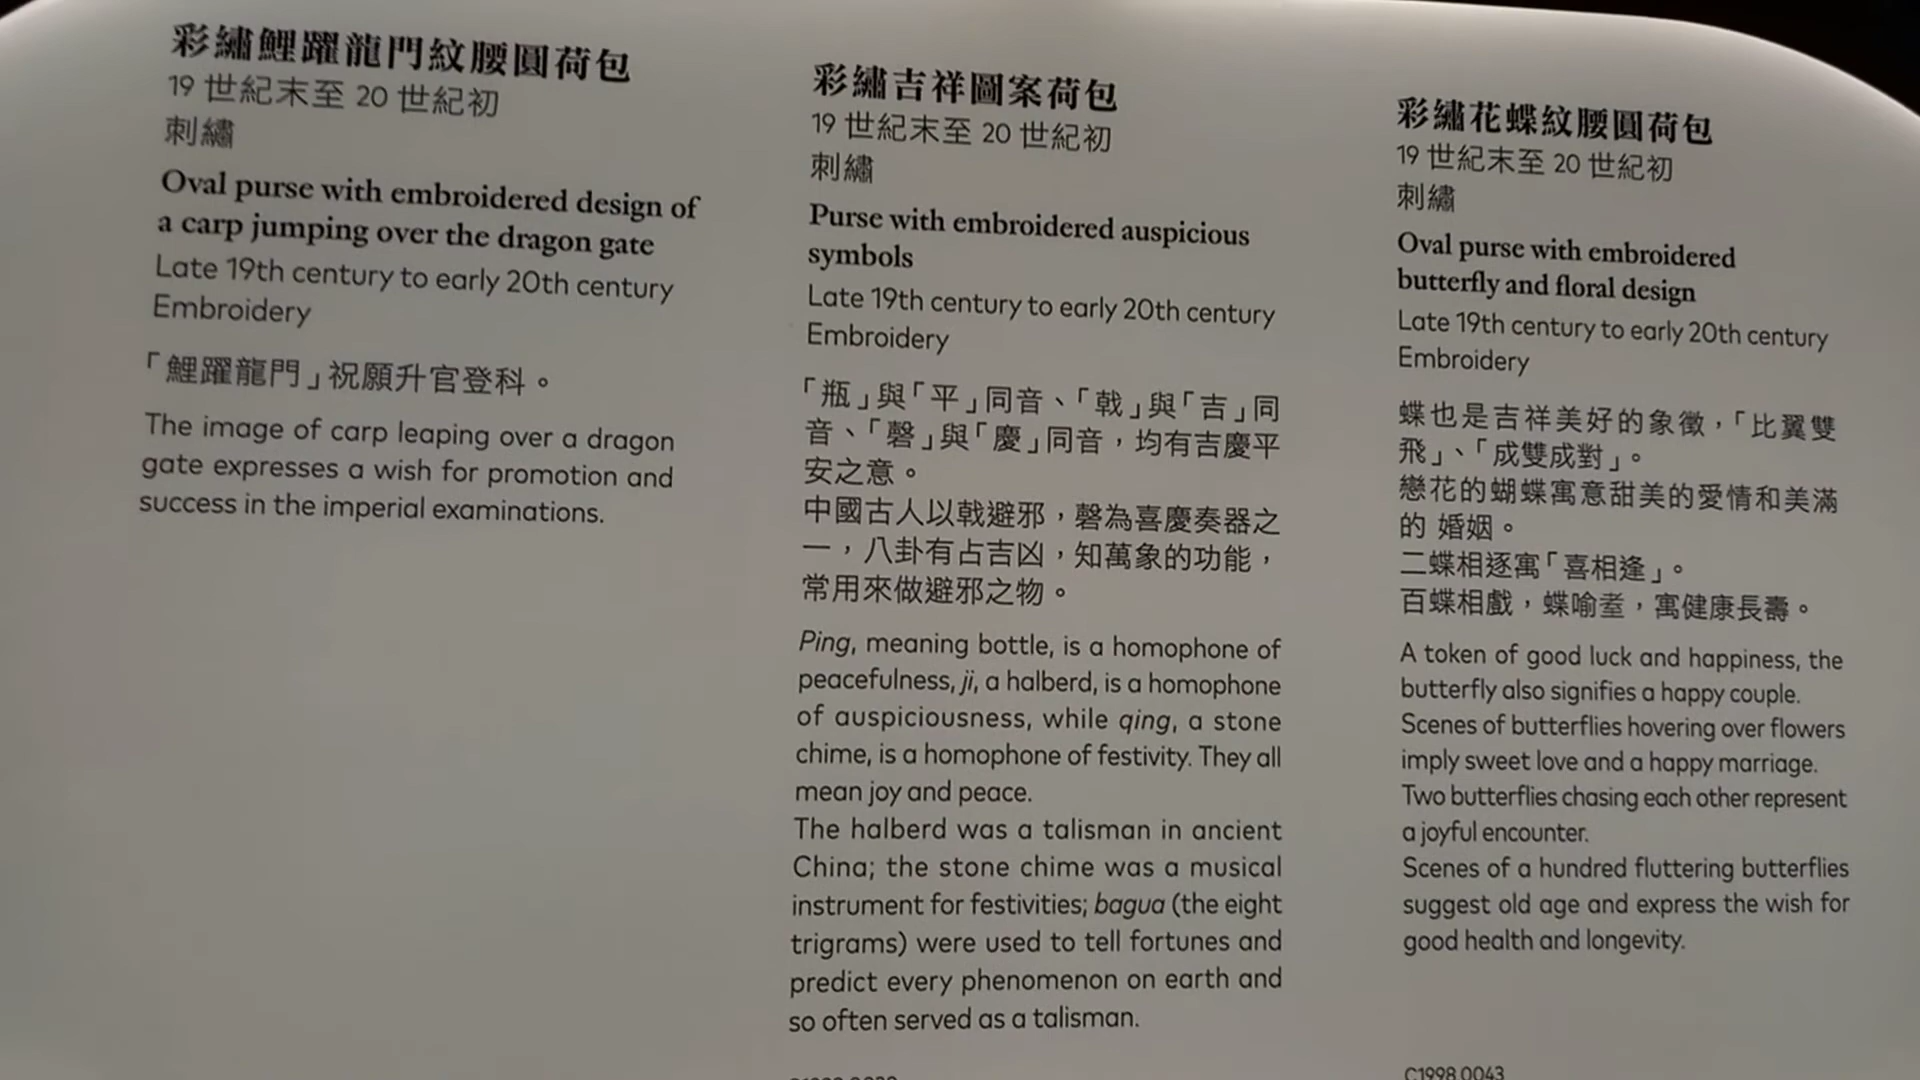 彩繡鯉躍龍門紋腰圓荷包
19 世紀末至 20 世紀初
刺繡
Oval purse with embroidered design of
a carp jumping over the dragon gate
Late 19th century to early 20th century
Embroidery
「鯉躍龍門」祝願升官登科。
The image of carp leaping over a dragon
gate expresses a wish for promotion and
success in the imperial examinations.
彩繡吉祥圖案荷包
19 世紀末至 20 世紀初
刺繡
Purse with embroidered auspicious
symbols
Late 19th century to early 20th century
Embroidery
「瓶」與「平」同音、「戟」與「吉」同
音、「磬」與「慶」同音，均有吉慶平
安之意。
中國古人以戟避邪，磬為喜慶奏器之
一，八卦有占吉凶，知萬象的功能，
常用來做避邪之物。
Ping, meaning bottle, is a homophone of
peacefulness, ji, a halberd, is a homophone
of auspiciousness, while qing, a stone
chime, is a homophone of festivity. They all
mean joy and peace.
The halberd was a talisman in ancient
China; the stone chime was a musical
instrument for festivities; bagua (the eight
trigrams) were used to tell fortunes and
predict every phenomenon on earth and
so often served as a talisman.
彩繡花蝶紋腰圓荷包
19 世紀末至 20 世紀初
刺繡
Oval purse with embroidered
butterfly and floral design
Late 19th century to early 20th century
Embroidery
蝶也是吉祥美好的象徵，「比翼雙
飛」、「成雙成對」。
戀花的蝴蝶寓意甜美的愛情和美滿
的 婚姻。
二蝶相逐寓「喜相逢」。
百蝶相戲，蝶喻耋，寓健康長壽。
A token of good luck and happiness, the
butterfly also signifies a happy couple.
Scenes of butterflies hovering over flowers
imply sweet love and a happy marriage.
Two butterflies chasing each other represent
a joyful encounter.
Scenes of a hundred fluttering butterflies
suggest old age and express the wish for
good health and longevity.
C1998.0043